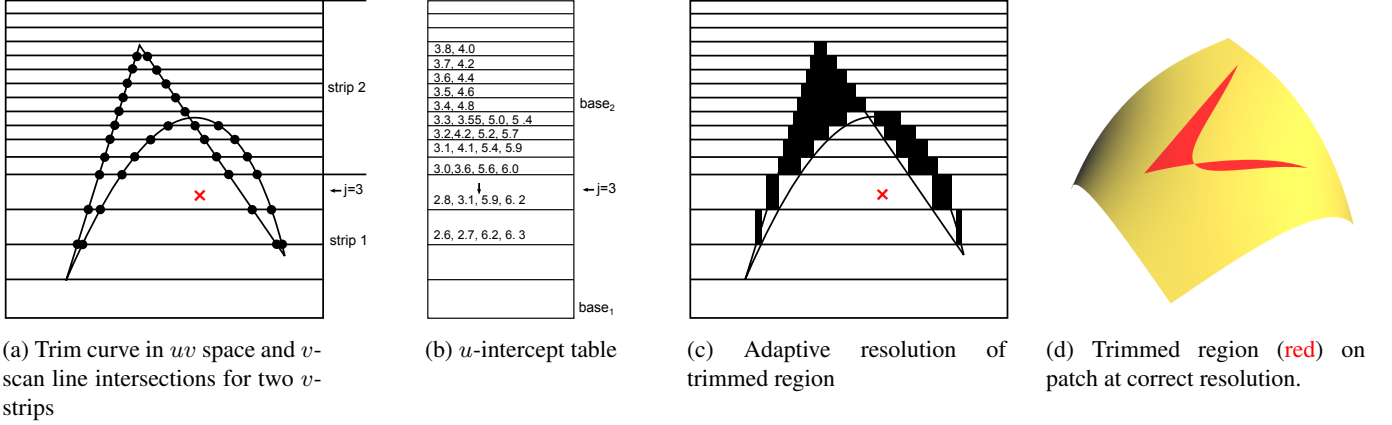 strip 2
j=3
strip 1
3.8, 4.0
3.7, 4.2
3.6, 4.4
3.5, 4.6
3.4, 4.8
base2
3.3, 3.55, 5.0, 5 .4
3.2,4.2, 5.2, 5.7
3.1, 4.1, 5.4, 5.9
3.0,3.6, 5.6, 6.0
j=3
2.8, 3.1, 5.9, 6. 2
2.6, 2.7, 6.2, 6. 3
base1
(a) Trim curve in uv space and v-
scan line intersections for two v-
strips
(b) u-intercept table
(c) Adaptive resolution of
trimmed region
(d) Trimmed region (red) on
patch at correct resolution.